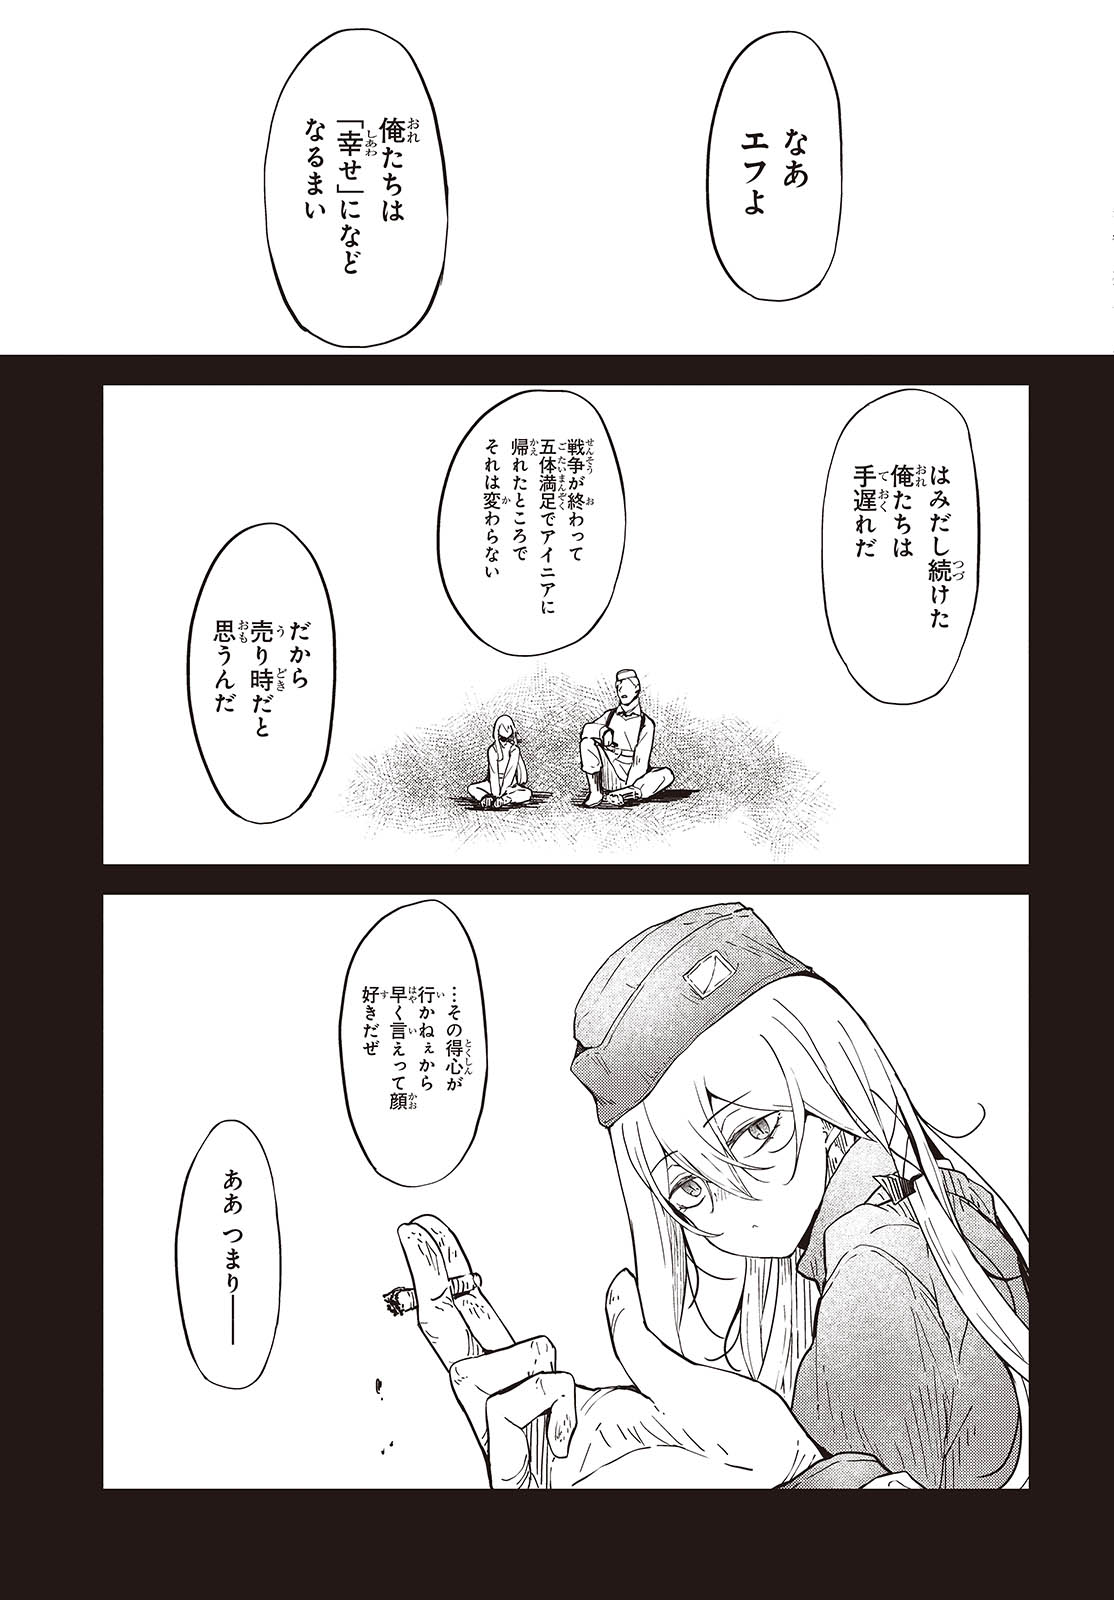 なあ
エフよ
俺たちは
「幸せ」になど
なるまい
はみだし続けた
俺たちは
手遅れだ
戦争が終わって
五体満足でアイニアに
帰れたところで
それは変わらない
だから
売り時だと
思うんだ
…その得心が
行かねぇから
早く言えって顔
好きだぜ
ああ つまり――